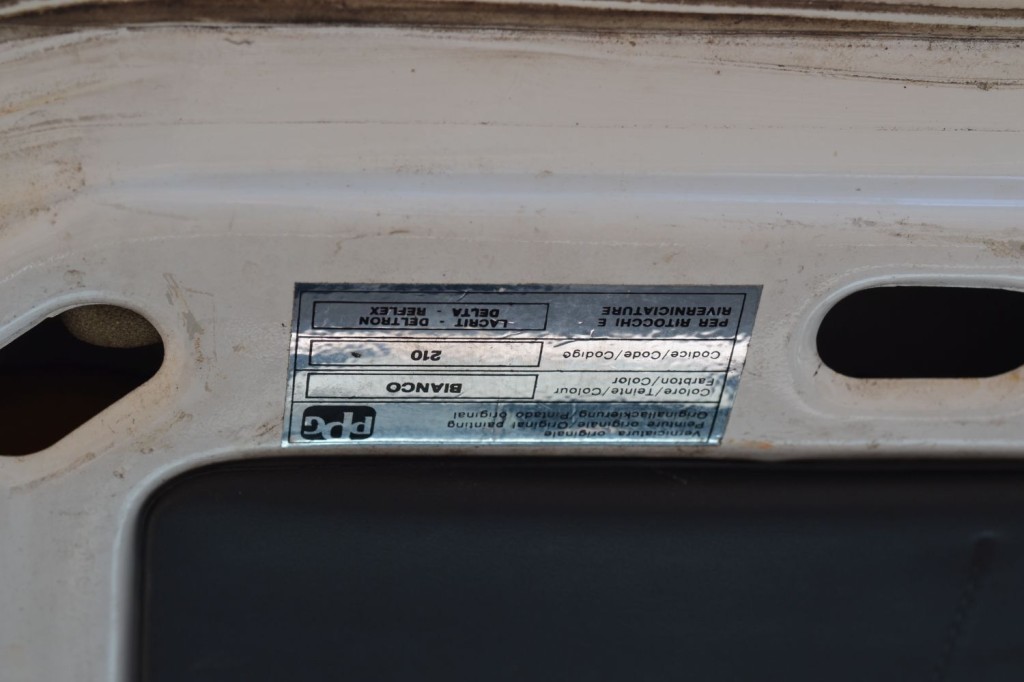 Verniciatura originale
Peinture originale/Original painting
Originallackierung/Pintado original
PPG
Colore/Teinte/Colour
Farbton/Color
BIANCO
Codice/Code/Codigo
210
PER RITOCCHI E
RIVERNICIATURE
LACRIT - DELTRON
DELTA - REFLEX